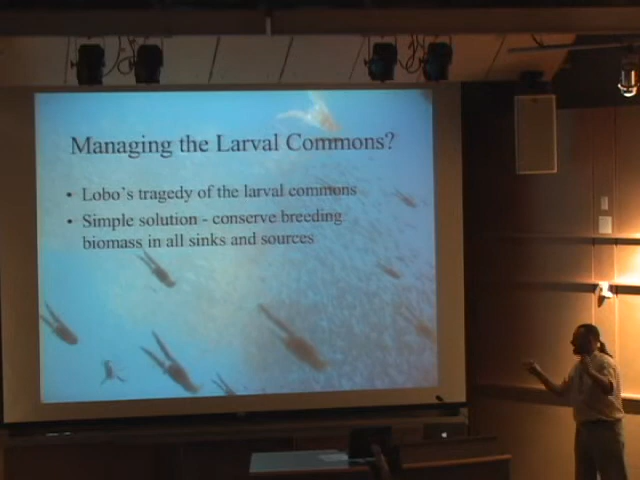 Managing the Larval Commons?
• Lobo's tragedy of the larval commons
• Simple solution - conserve breeding
biomass in all sinks and sources